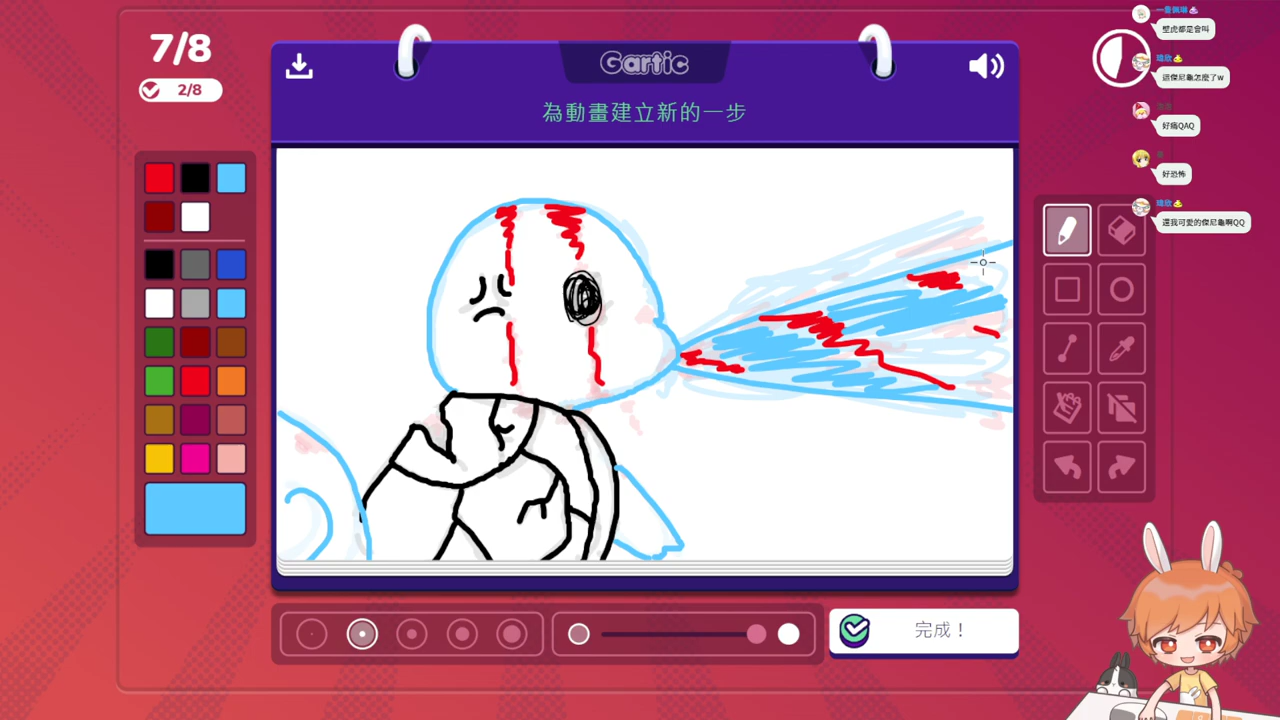 7/8
2/8
Gartic
為動畫建立新的一步
完成！
壁虎都是會叫
這傑尼龜怎麼了w
好痛QAQ
好恐怖
瑰欣
還我可愛的傑尼龜啊QQ